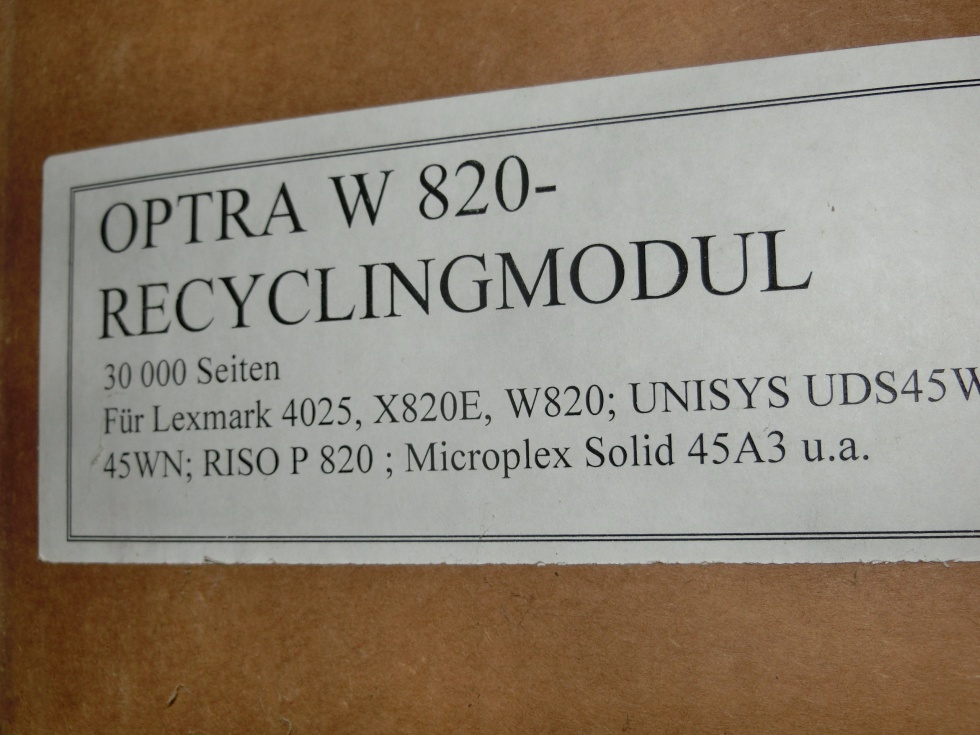 OPTRA W 820-
RECYCLINGMODUL
30 000 Seiten
Für Lexmark 4025, X820E, W820; UNISYS UDS45W
45WN; RISO P 820 ; Microplex Solid 45A3 u.a.